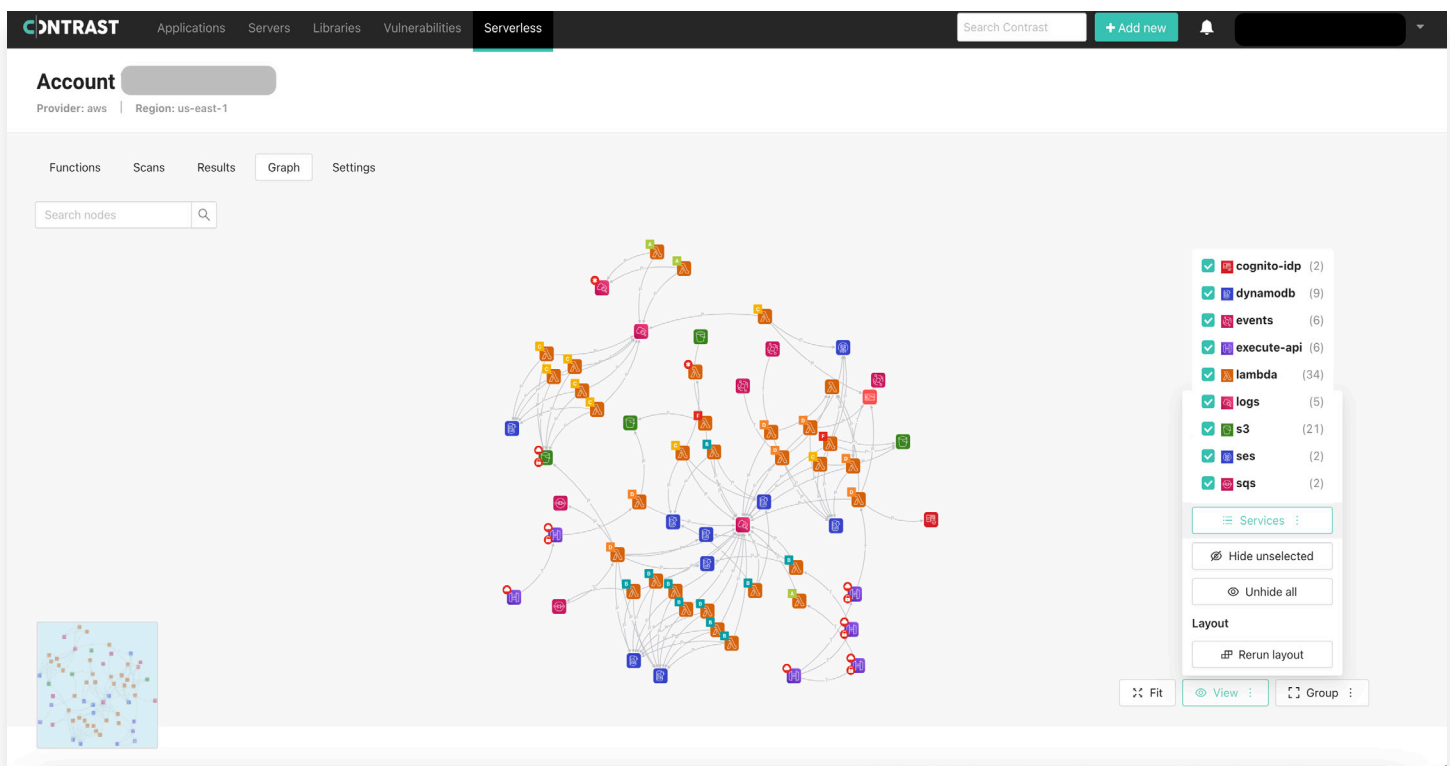 CONTRAST Applications Servers Libraries Vulnerabilities Serverless Search Contrast + Add new
Account
Provider: aws | Region: us-east-1
Functions Scans Results Graph Settings
Search nodes
cognito-idp (2)
dynamodb (9)
events (6)
execute-api (6)
lambda (34)
logs (5)
s3 (21)
ses (2)
sqs (2)
Services
Hide unselected
Unhide all
Layout
Rerun layout
Fit View Group